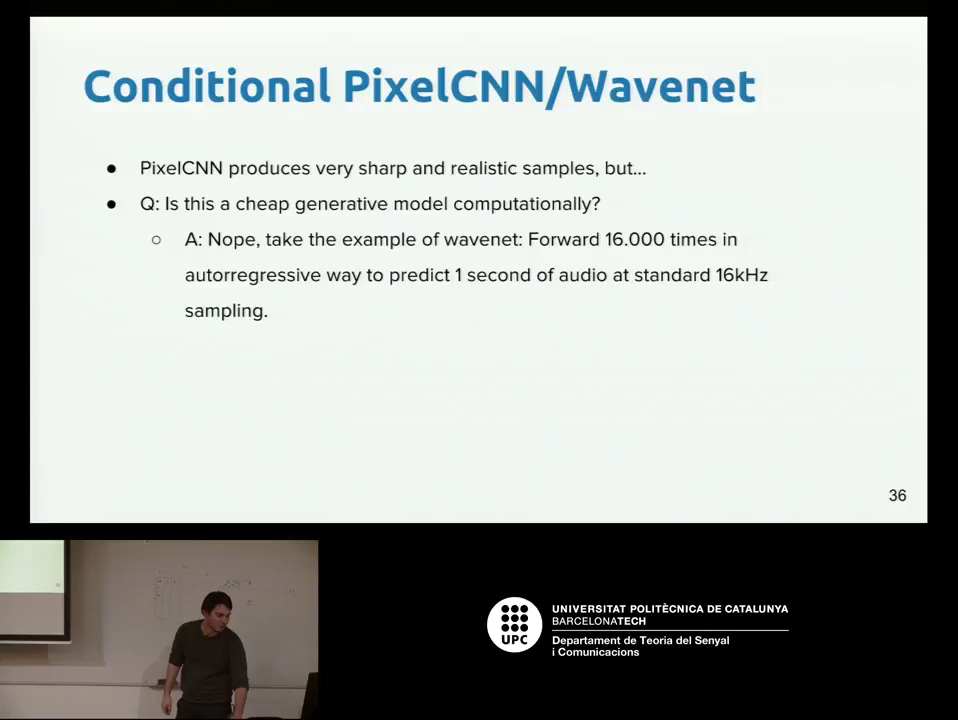 Conditional PixelCNN/Wavenet
● PixelCNN produces very sharp and realistic samples, but...
● Q: Is this a cheap generative model computationally?
○ A: Nope, take the example of wavenet: Forward 16.000 times in
autorregressive way to predict 1 second of audio at standard 16kHz
sampling.
36
UPC
UNIVERSITAT POLITÈCNICA DE CATALUNYA
BARCELONATECH
Departament de Teoria del Senyal
i Comunicacions